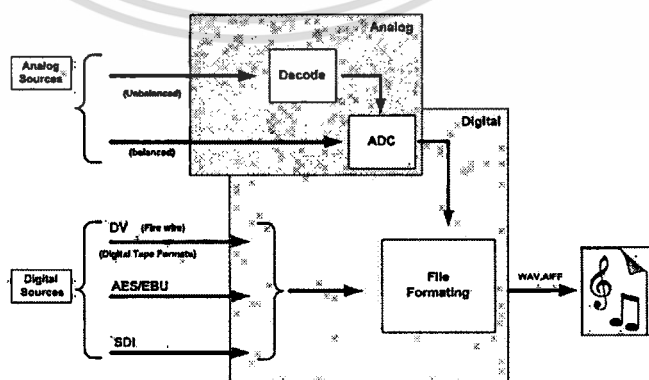 Analog
Analog
Sources
(Unbalanced)
Decode
(balanced)
ADC
Digital
DV (Fire wire)
(Digital Tape Formats)
Digital
Sources
AES/EBU
SDI
File
Formating
WAV,AIFF